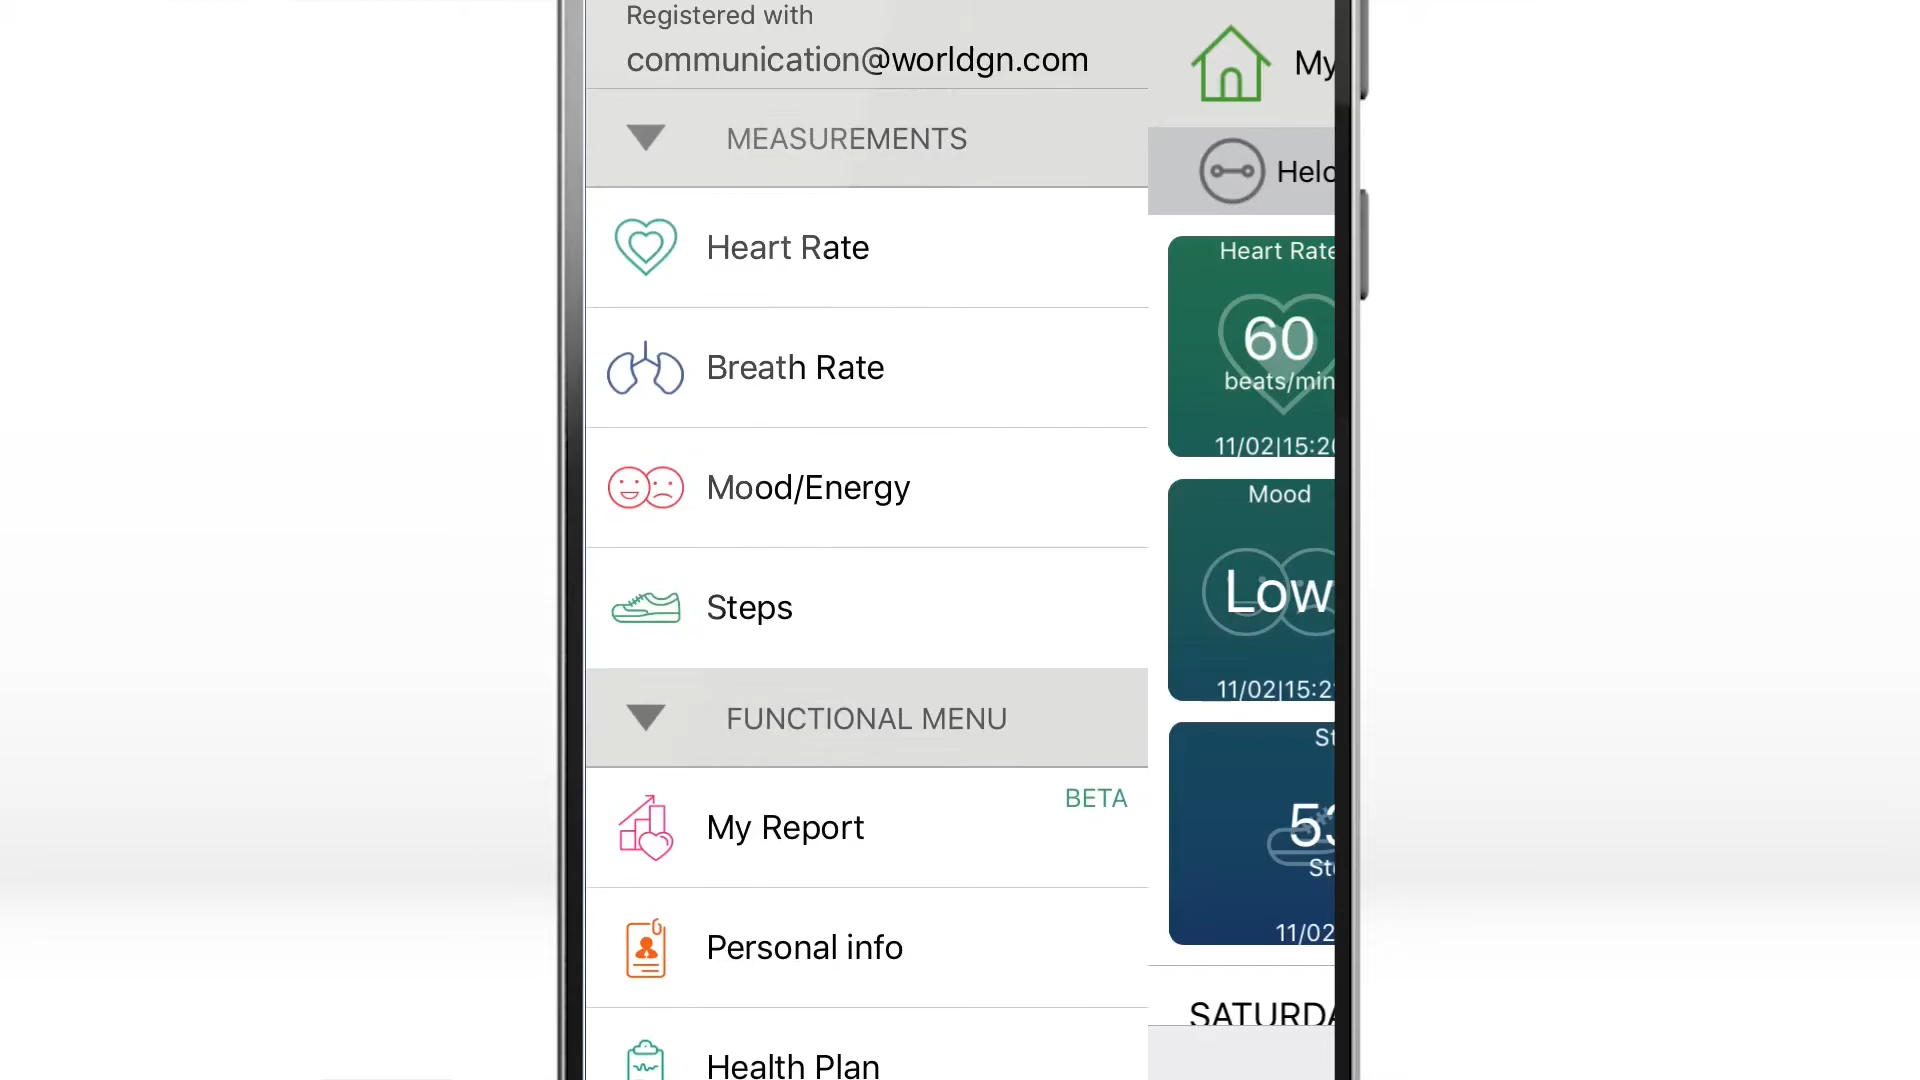 Registered with
communication@worldgn.com
MEASUREMENTS
Heart Rate
Breath Rate
Mood/Energy
Steps
FUNCTIONAL MENU
My Report
BETA
Personal info
Health Plan
My
Heart Rate
60
beats/min
11/02|15:2
Mood
Low
11/02|15:2
5
St
11/02
SATURDA